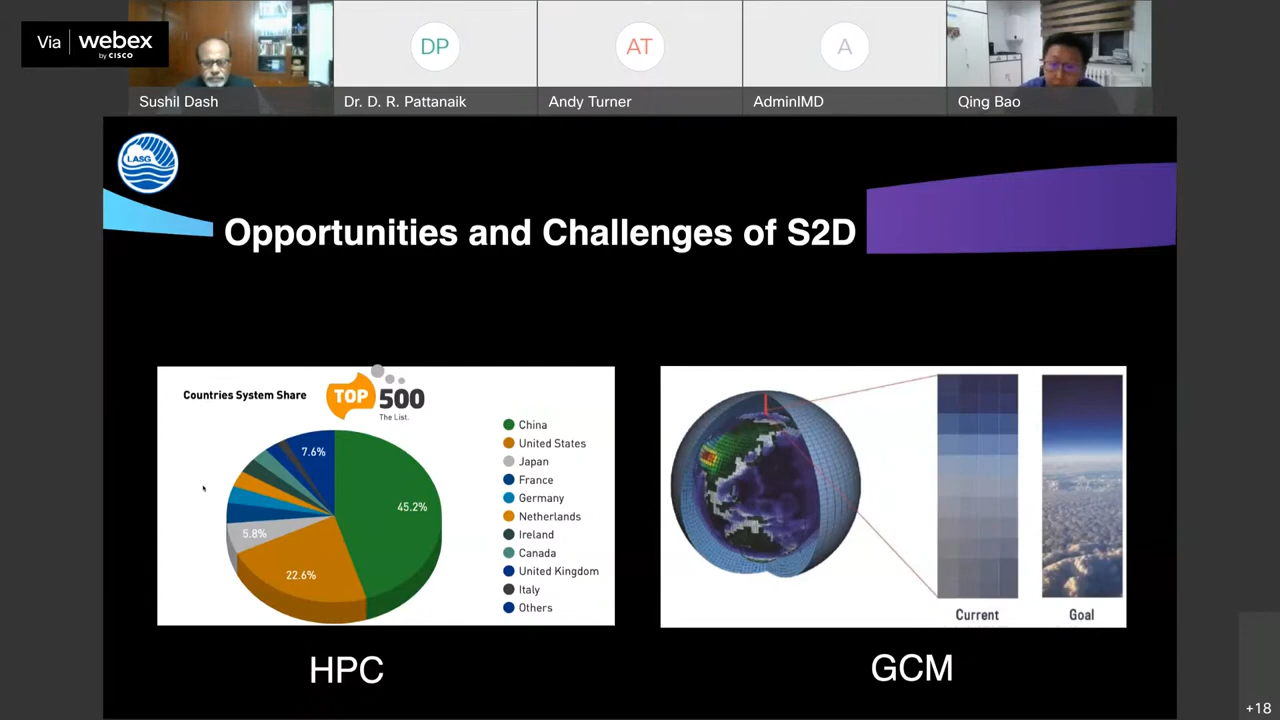 Via webex
by CISCO
DP
AT
A
Sushil Dash
Dr. D. R. Pattanaik
Andy Turner
AdminIMD
Qing Bao
LASG
Opportunities and Challenges of S2D
Countries System Share
TOP 500
The List.
China
United States
Japan
France
Germany
Netherlands
Ireland
Canada
United Kingdom
Italy
Others
7.6%
45.2%
5.8%
22.6%
Current
Goal
HPC
GCM
+18